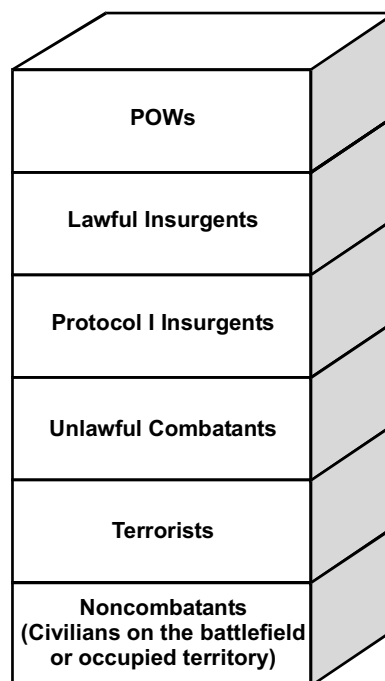 POWs
Lawful Insurgents
Protocol I Insurgents
Unlawful Combatants
Terrorists
Noncombatants
(Civilians on the battlefield
or occupied territory)